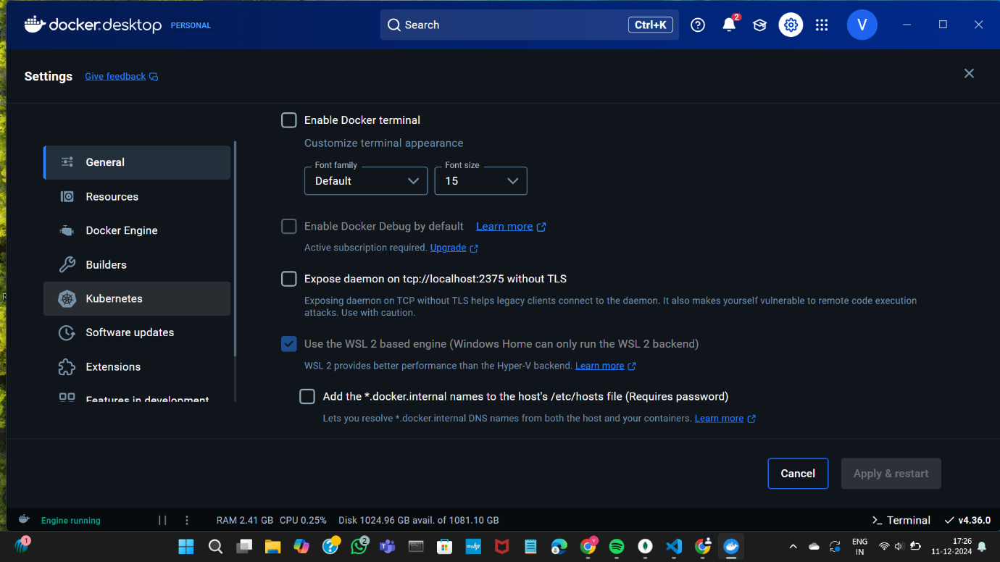 docker.desktop PERSONAL
Search
Ctrl+K
2
V
Settings
Give feedback
Enable Docker terminal
Customize terminal appearance
Font family
Font size
Default
15
General
Resources
Docker Engine
Builders
Kubernetes
Software updates
Extensions
Features in development
Enable Docker Debug by default Learn more
Active subscription required. Upgrade
Expose daemon on tcp://localhost:2375 without TLS
Exposing daemon on TCP without TLS helps legacy clients connect to the daemon. It also makes yourself vulnerable to remote code execution
attacks. Use with caution.
Use the WSL 2 based engine (Windows Home can only run the WSL 2 backend)
WSL 2 provides better performance than the Hyper-V backend. Learn more
Add the *.docker.internal names to the host's /etc/hosts file (Requires password)
Lets you resolve *.docker.internal DNS names from both the host and your containers. Learn more
Cancel
Apply & restart
Engine running
RAM 2.41 GB CPU 0.25% Disk 1024.96 GB avail. of 1081.10 GB
Terminal
v4.36.0
1
2
ENG
IN
17:26
11-12-2024